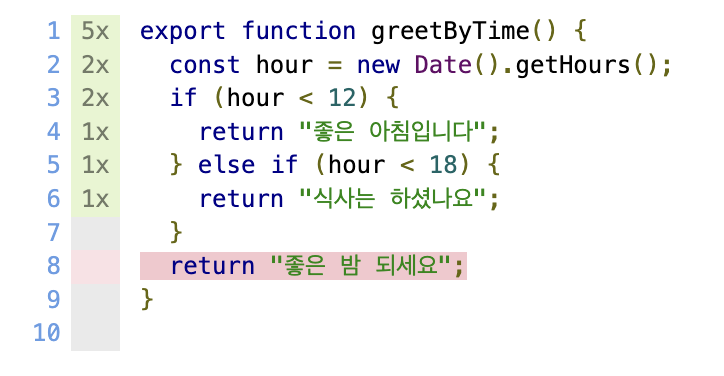 1 5x export function greetByTime() {
2 2x const hour = new Date().getHours();
3 2x if (hour < 12) {
4 1x return "좋은 아침입니다";
5 1x } else if (hour < 18) {
6 1x return "식사는 하셨나요";
7 }
8 return "좋은 밤 되세요";
9 }
10